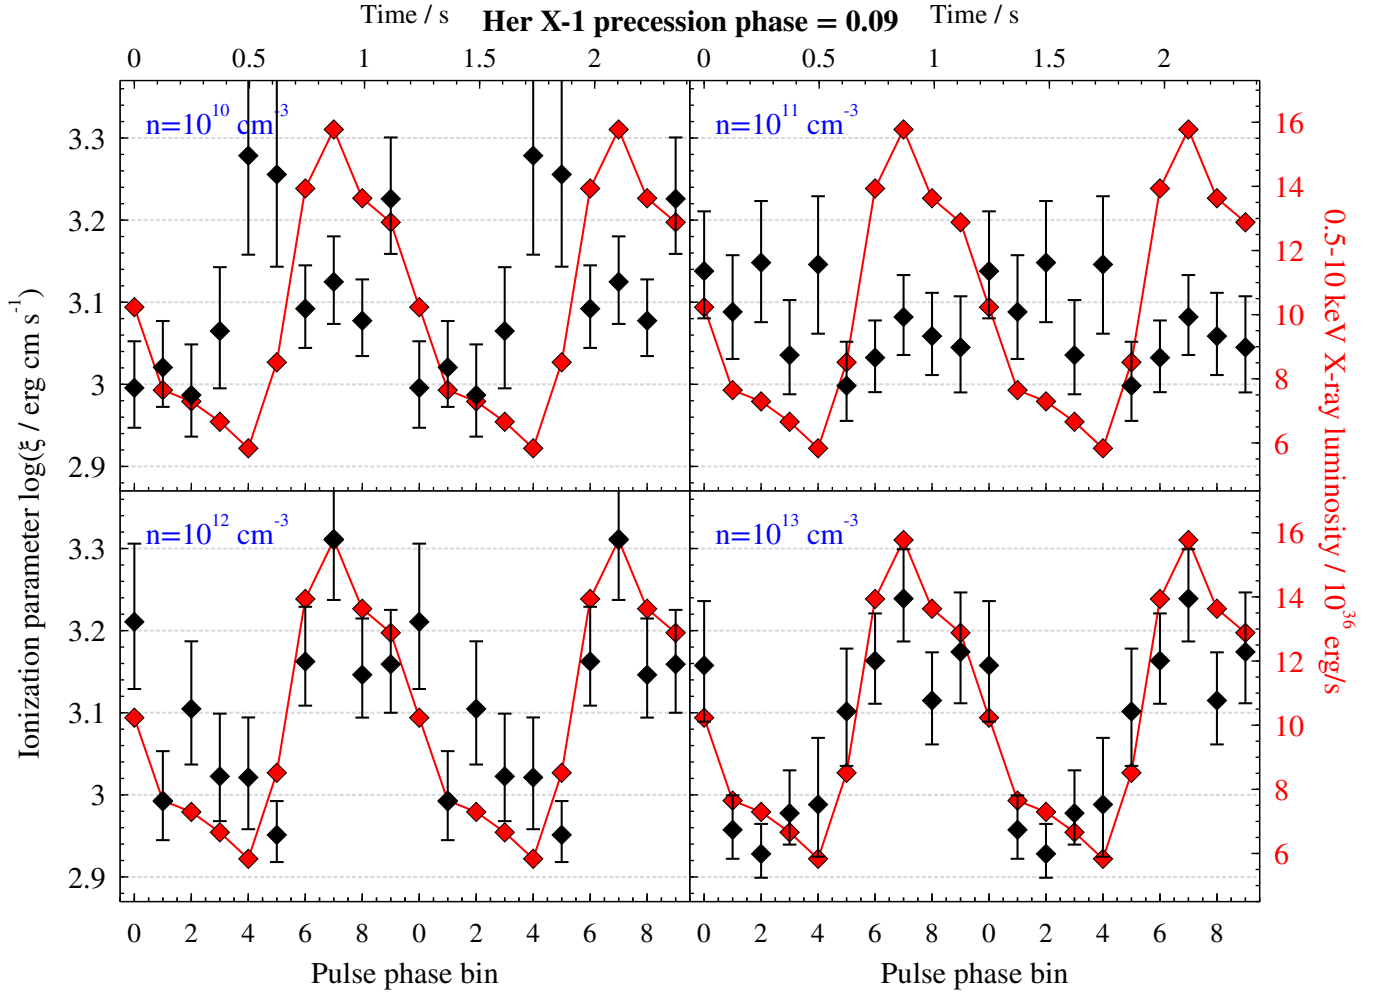 Time / s Her X-1 precession phase = 0.09 Time / s
0 0.5 1 1.5 2 0 0.5 1 1.5 2
n=10^10 cm^-3
n=10^11 cm^-3
3.3
3.2
3.1
3
2.9
16
14
12
10
8
6
n=10^12 cm^-3
n=10^13 cm^-3
3.3
3.2
3.1
3
2.9
16
14
12
10
8
6
Ionization parameter log(ξ / erg cm s^-1)
0.5-10 keV X-ray luminosity / 10^36 erg/s
0 2 4 6 8 0 2 4 6 8 0 2 4 6 8 0 2 4 6 8
Pulse phase bin Pulse phase bin